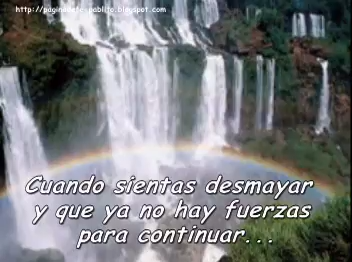 Cuando sientas desmayar
y que ya no hay fuerzas
para continuar...